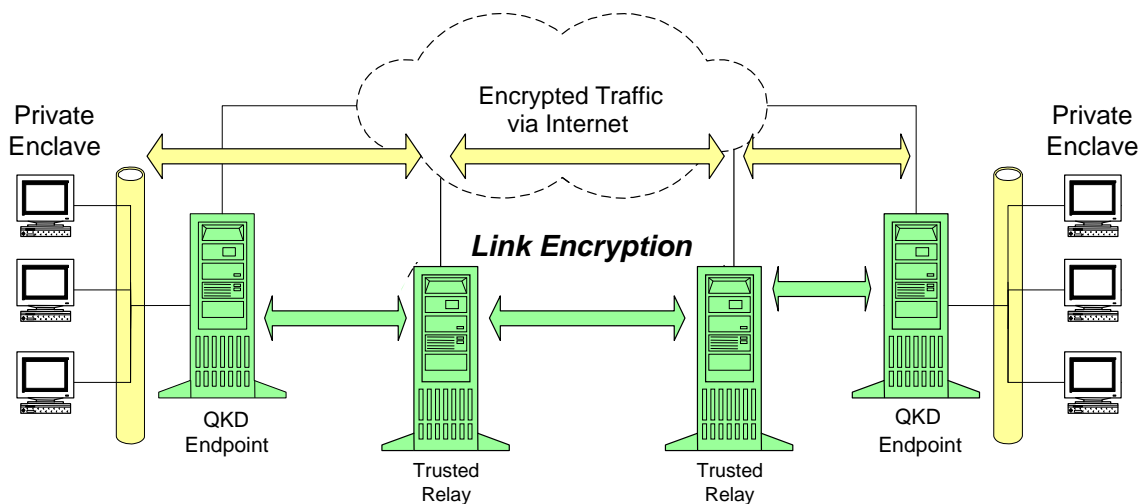 Encrypted Traffic
via Internet
Private
Enclave
Private
Enclave
Link Encryption
QKD
Endpoint
QKD
Endpoint
Trusted
Relay
Trusted
Relay